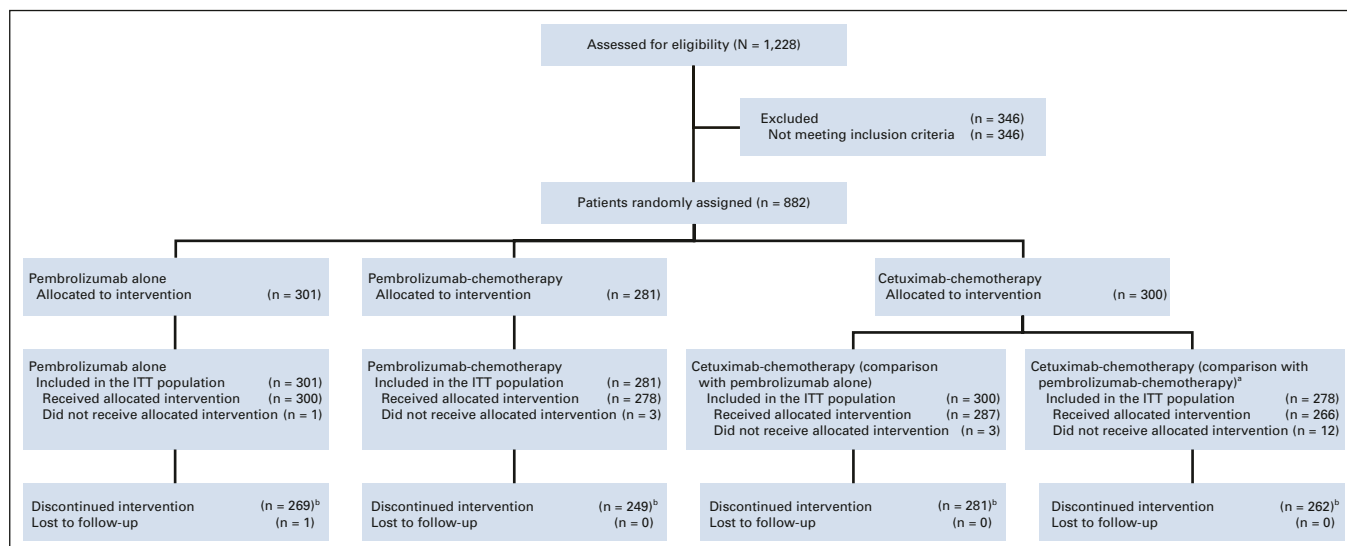 Assessed for eligibility (N = 1,228)
Excluded (n = 346)
Not meeting inclusion criteria (n = 346)
Patients randomly assigned (n = 882)
Pembrolizumab alone
Allocated to intervention (n = 301)
Pembrolizumab-chemotherapy
Allocated to intervention (n = 281)
Cetuximab-chemotherapy
Allocated to intervention (n = 300)
Pembrolizumab alone
Included in the ITT population (n = 301)
Received allocated intervention (n = 300)
Did not receive allocated intervention (n = 1)
Pembrolizumab-chemotherapy
Included in the ITT population (n = 281)
Received allocated intervention (n = 278)
Did not receive allocated intervention (n = 3)
Cetuximab-chemotherapy (comparison
with pembrolizumab alone)
Included in the ITT population (n = 300)
Received allocated intervention (n = 287)
Did not receive allocated intervention (n = 3)
Cetuximab-chemotherapy (comparison with
pembrolizumab-chemotherapy)ᵃ
Included in the ITT population (n = 278)
Received allocated intervention (n = 266)
Did not receive allocated intervention (n = 12)
Discontinued intervention (n = 269)ᵇ
Lost to follow-up (n = 1)
Discontinued intervention (n = 249)ᵇ
Lost to follow-up (n = 0)
Discontinued intervention (n = 281)ᵇ
Lost to follow-up (n = 0)
Discontinued intervention (n = 262)ᵇ
Lost to follow-up (n = 0)